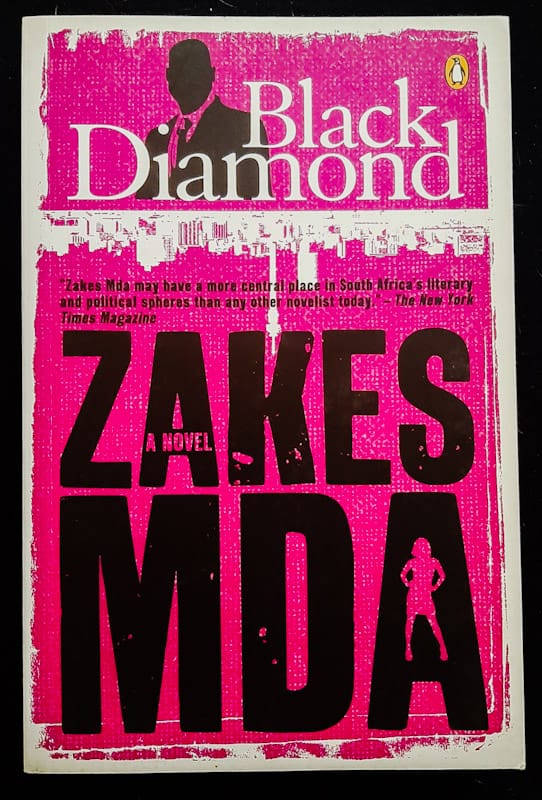 Black
Diamond
"Zakes Mda may have a more central place in South Africa's literary
and political spheres than any other novelist today." – The New York
Times Magazine
ZAKES
A NOVEL
MDA